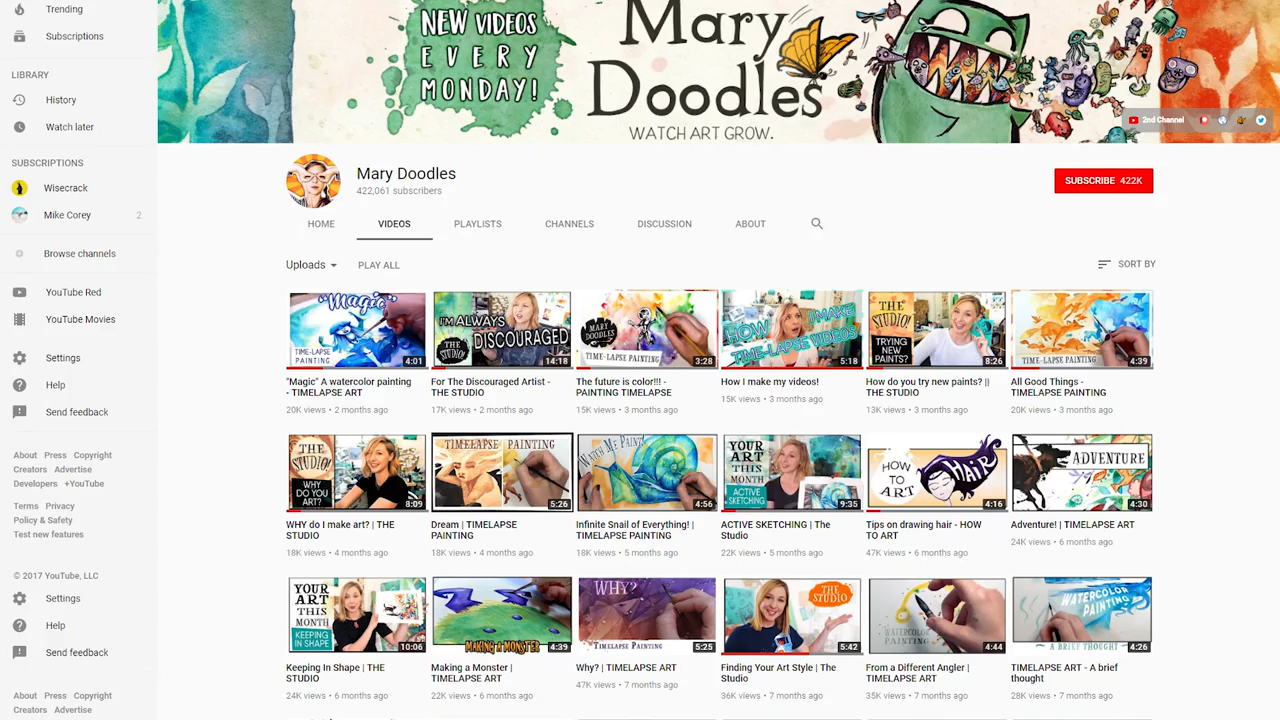 Trending
Subscriptions
LIBRARY
History
Watch later
SUBSCRIPTIONS
Wisecrack
Mike Corey 2
Browse channels
YouTube Red
YouTube Movies
Settings
Help
Send feedback
About Press Copyright
Creators Advertise
Developers +YouTube
Terms Privacy
Policy & Safety
Test new features
© 2017 YouTube, LLC
Settings
Help
Send feedback
About Press Copyright
Creators Advertise
NEW VIDEOS
EVERY
MONDAY!
Mary
Doodles
WATCH ART GROW.
2nd Channel
Mary Doodles
422,061 subscribers
SUBSCRIBE 422K
HOME VIDEOS PLAYLISTS CHANNELS DISCUSSION ABOUT
Uploads PLAY ALL SORT BY
"Magic"
TIME-LAPSE
PAINTING
4:01
"Magic" A watercolor painting
- TIMELAPSE ART
20K views • 2 months ago
I'M ALWAYS
DISCOURAGED
THE
STUDIO!
14:18
For The Discouraged Artist -
THE STUDIO
17K views • 2 months ago
MARY
DOODLES
TIME-LAPSE PAINTING
3:28
The future is color!!! -
PAINTING TIMELAPSE
15K views • 3 months ago
HOW I MAKE
TIME-LAPSE VIDEOS
5:18
How I make my videos!
15K views • 3 months ago
THE
STUDIO!
TRYING
NEW
PAINTS?
8:26
How do you try new paints? ||
THE STUDIO
13K views • 3 months ago
TIME-LAPSE PAINTING
4:39
All Good Things -
TIMELAPSE PAINTING
20K views • 3 months ago
THE
STUDIO!
WHY
DO YOU
ART?
8:09
WHY do I make art? | THE
STUDIO
18K views • 4 months ago
TIMELAPSE PAINTING
5:26
Dream | TIMELAPSE
PAINTING
18K views • 4 months ago
WATCH ME PAINT
4:56
Infinite Snail of Everything! |
TIMELAPSE PAINTING
18K views • 5 months ago
YOUR
ART
THIS
MONTH
ACTIVE
SKETCHING
9:35
ACTIVE SKETCHING | The
Studio
22K views • 5 months ago
HOW
TO
ART
HAIR
4:16
Tips on drawing hair - HOW
TO ART
47K views • 6 months ago
ADVENTURE
4:30
Adventure! | TIMELAPSE ART
24K views • 6 months ago
YOUR
ART
THIS
MONTH
KEEPING
IN SHAPE
10:06
Keeping In Shape | THE
STUDIO
24K views • 6 months ago
MAKING A MONSTER
4:39
Making a Monster |
TIMELAPSE ART
22K views • 6 months ago
WHY?
TIMELAPSE PAINTING
5:25
Why? | TIMELAPSE ART
47K views • 7 months ago
THE
STUDIO
5:42
Finding Your Art Style | The
Studio
36K views • 7 months ago
WATERCOLOR
PAINTING
4:44
From a Different Angler |
TIMELAPSE ART
35K views • 7 months ago
WATERCOLOR
PAINTING
A BRIEF THOUGHT
4:26
TIMELAPSE ART - A brief
thought
28K views • 7 months ago